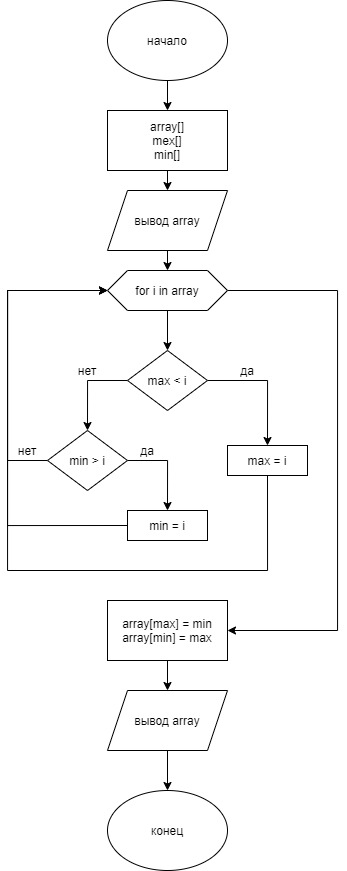 начало
array[]
mex[]
min[]
вывод array
for i in array
нет
max < i
да
нет
min > i
да
max = i
min = i
array[max] = min
array[min] = max
вывод array
конец